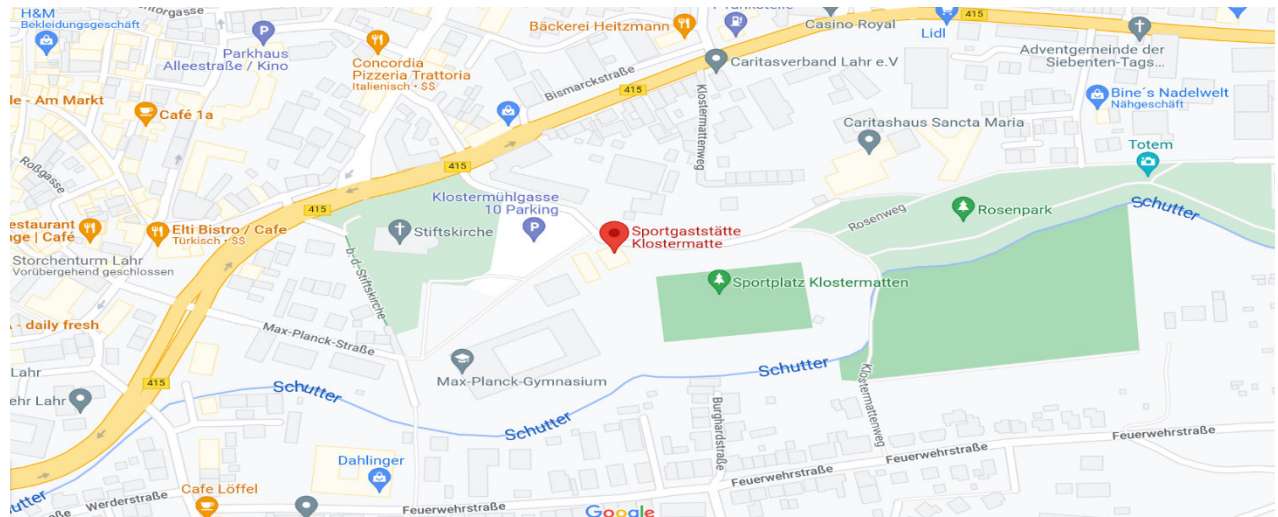 H&M
Bekleidungsgeschäft
Parkhaus
Alleestraße / Kino
Concordia
Pizzeria Trattoria
Italienisch • $$
Bäckerei Heitzmann
Casino Royal
Lidl
415
Adventgemeinde der
Siebenten-Tags...
Caritasverband Lahr e.V
Bismarckstraße
415
Am Markt
Café 1a
Bine´s Nadelwelt
Nähgeschäft
Klostermattenweg
Caritashaus Sancta Maria
Totem
Roßgasse
415
Klostermühlgasse
10 Parking
Stiftskirche
Sportgaststätte
Klostermatte
Rosenweg
Rosenpark
Schutter
Café
Elti Bistro / Cafe
Türkisch • $$
Storchenturm Lahr
Vorübergehend geschlossen
b-d-Stiftskirche
Sportplatz Klostermatten
daily fresh
Max-Planck-Straße
Max-Planck-Gymnasium
Schutter
Lahr
415
Schutter
Lahr
Schutter
Burghardstraße
Klostermattenweg
Feuerwehrstraße
Feuerwehrstraße
Feuerwehrstraße
Dahlinger
Cafe Löffel
Werderstraße
Feuerwehrstraße
Google